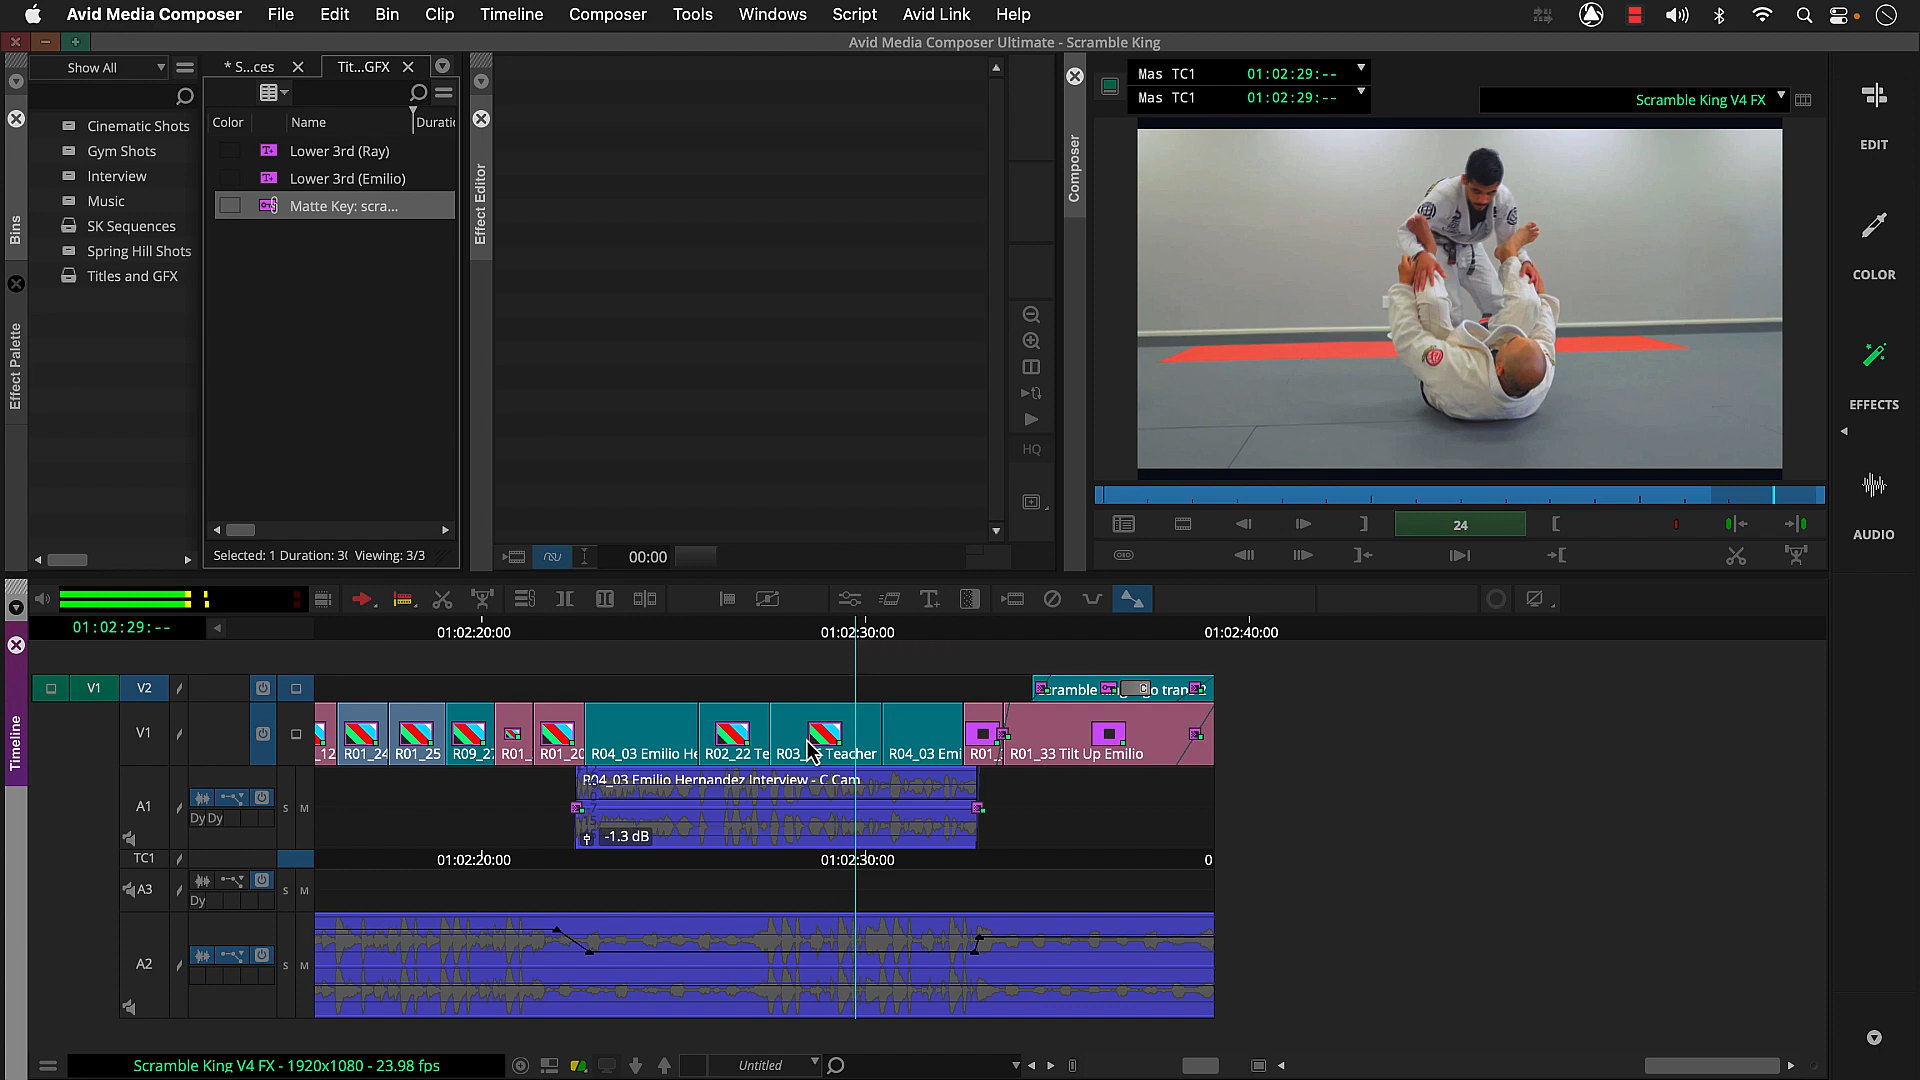 Avid Media Composer File Edit Bin Clip Timeline Composer Tools Windows Script Avid Link Help
Avid Media Composer Ultimate - Scramble King
Show All
* S...ces
Tit...GFX
Color Name Duratic
Cinematic Shots
Gym Shots
Interview
Music
SK Sequences
Spring Hill Shots
Titles and GFX
Lower 3rd (Ray)
Lower 3rd (Emilio)
Matte Key: scra...
Selected: 1 Duration: 3( Viewing: 3/3
Bins
Effect Palette
Effect Editor
HQ
00:00
Composer
Mas TC1 01:02:29:--
Mas TC1 01:02:29:--
Scramble King V4 FX
24
EDIT
COLOR
EFFECTS
AUDIO
Timeline
01:02:29:--
01:02:20:00
01:02:30:00
01:02:40:00
V1 V2
V1
R01_24
R01_25
R09_27
R01_
R01_20
R04_03 Emilio He
R02_22 Te
Teacher
R04_03 Emi
R01_33 Tilt Up Emilio
A1
Dy Dy
S M
R04_03 Emilio Hernandez Interview - C Cam
-1.3 dB
TC1
01:02:20:00
01:02:30:00
0
A3
Dy
S M
A2
S M
Scramble King V4 FX - 1920x1080 - 23.98 fps
Untitled